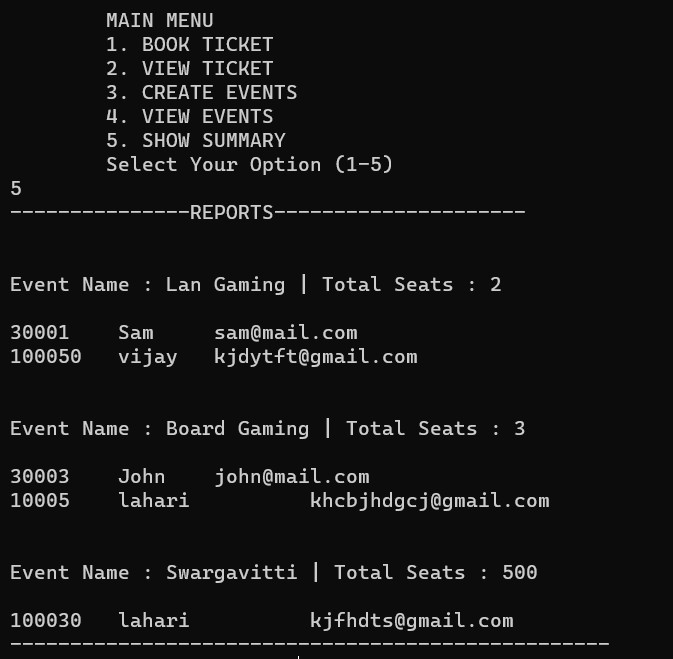 MAIN MENU
1. BOOK TICKET
2. VIEW TICKET
3. CREATE EVENTS
4. VIEW EVENTS
5. SHOW SUMMARY
Select Your Option (1-5)
5
---------------REPORTS---------------------
Event Name : Lan Gaming | Total Seats : 2
30001    Sam     sam@mail.com
100050   vijay   kjdytft@gmail.com
Event Name : Board Gaming | Total Seats : 3
30003    John    john@mail.com
10005    lahari          khcbjhdgcj@gmail.com
Event Name : Swargavitti | Total Seats : 500
100030   lahari          kjfhdts@gmail.com
--------------------------------------------------